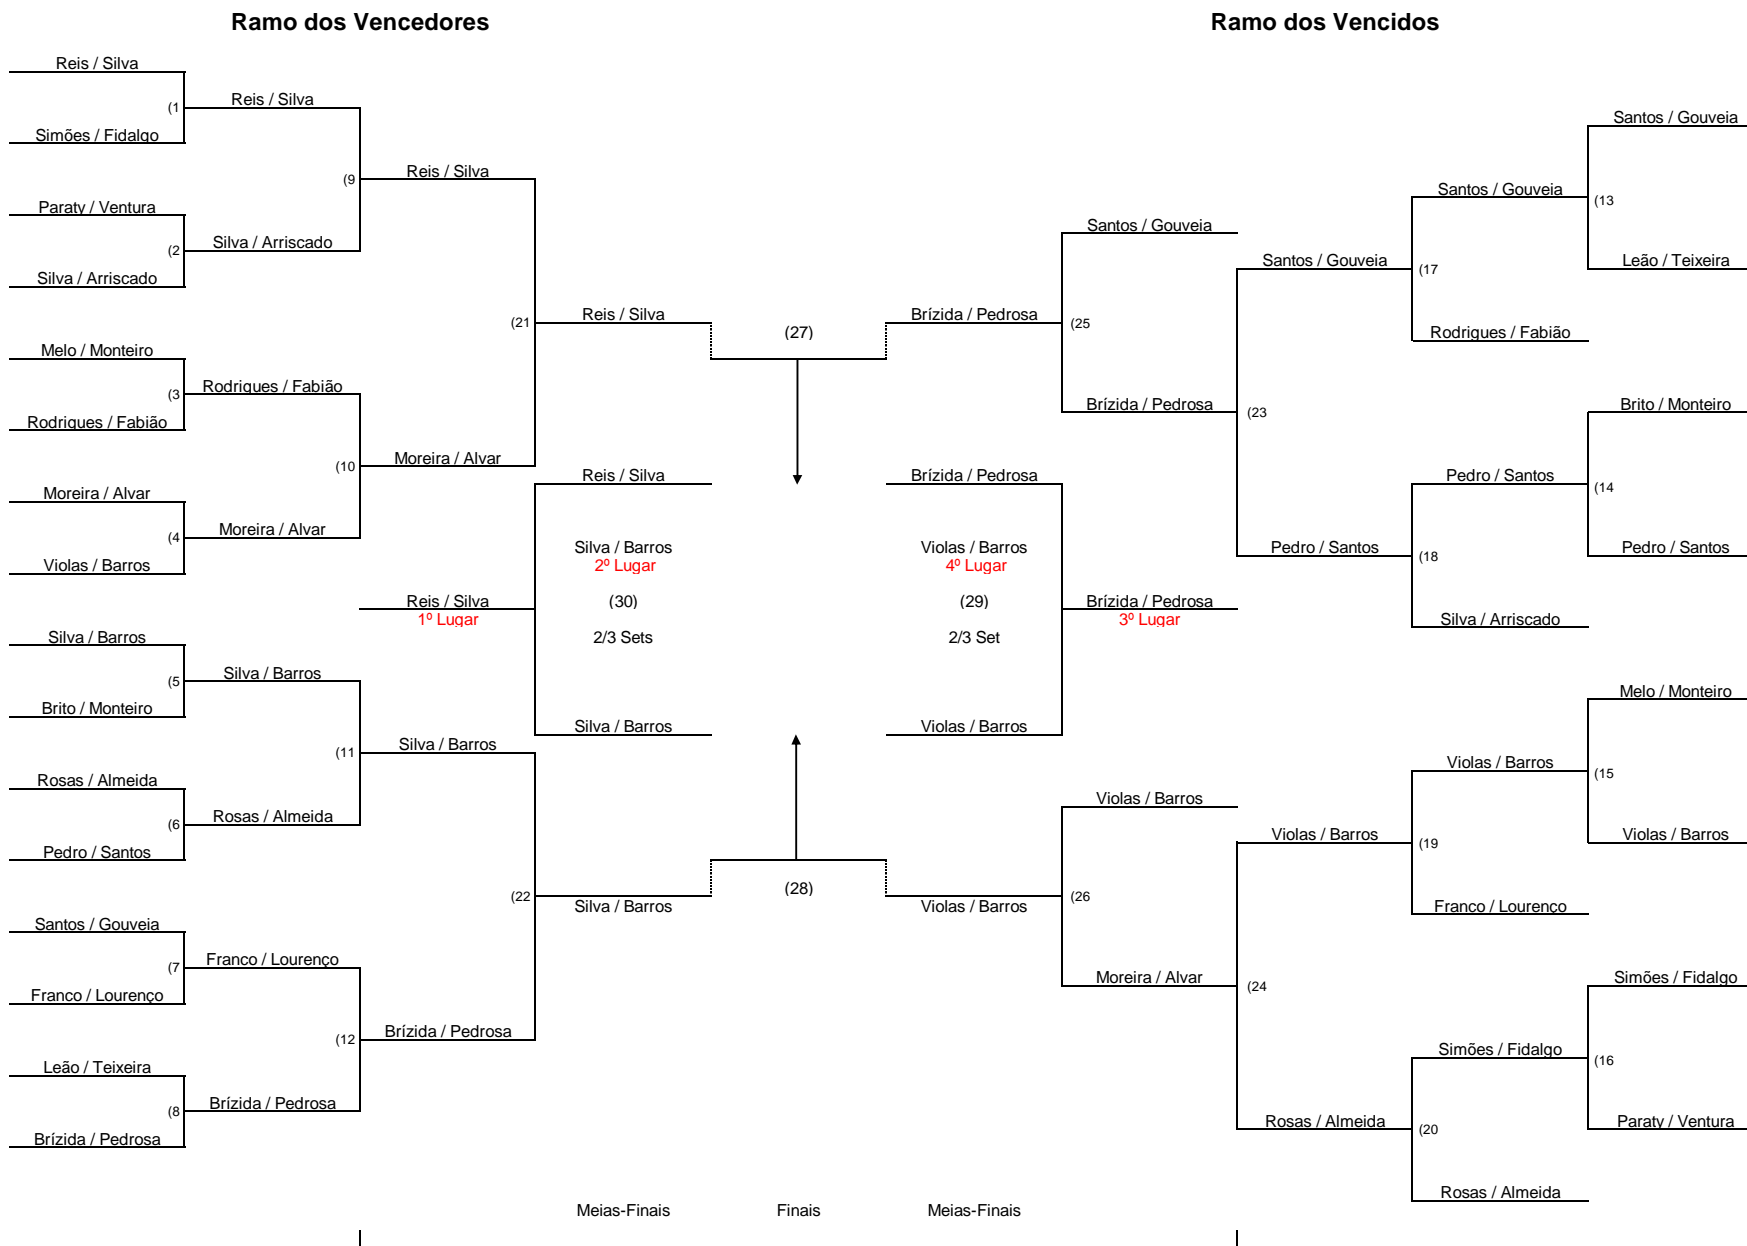 Ramo dos Vencedores
Ramo dos Vencidos
Reis / Silva
(1
Reis / Silva
Simões / Fidalgo
(9
Reis / Silva
Paraty / Ventura
(2
Silva / Arriscado
Silva / Arriscado
(21
Reis / Silva
Melo / Monteiro
(3
Rodrigues / Fabião
Rodrigues / Fabião
(10
Moreira / Alvar
Moreira / Alvar
(4
Moreira / Alvar
Violas / Barros
Silva / Barros
(5
Silva / Barros
Brito / Monteiro
(11
Silva / Barros
Rosas / Almeida
(6
Rosas / Almeida
Pedro / Santos
(22
Silva / Barros
Santos / Gouveia
(7
Franco / Lourenço
Franco / Lourenço
(12
Brízida / Pedrosa
Leão / Teixeira
(8
Brízida / Pedrosa
Brízida / Pedrosa
(27)
Reis / Silva
Silva / Barros
2º Lugar
(30)
2/3 Sets
Reis / Silva
1º Lugar
Silva / Barros
Brízida / Pedrosa
Violas / Barros
4º Lugar
(29)
2/3 Set
Brízida / Pedrosa
3º Lugar
Violas / Barros
(28)
Santos / Gouveia
Brízida / Pedrosa
(25
Brízida / Pedrosa
Santos / Gouveia
(13
Santos / Gouveia
Leão / Teixeira
Santos / Gouveia
(17
Rodrigues / Fabião
(23
Brito / Monteiro
Pedro / Santos
(14
Pedro / Santos
Pedro / Santos
(18
Silva / Arriscado
Violas / Barros
Violas / Barros
(26
Moreira / Alvar
Melo / Monteiro
Violas / Barros
(15
Violas / Barros
Violas / Barros
(19
Franco / Lourenço
(24
Simões / Fidalgo
Simões / Fidalgo
(16
Paraty / Ventura
Rosas / Almeida
(20
Rosas / Almeida
Meias-Finais
Finais
Meias-Finais